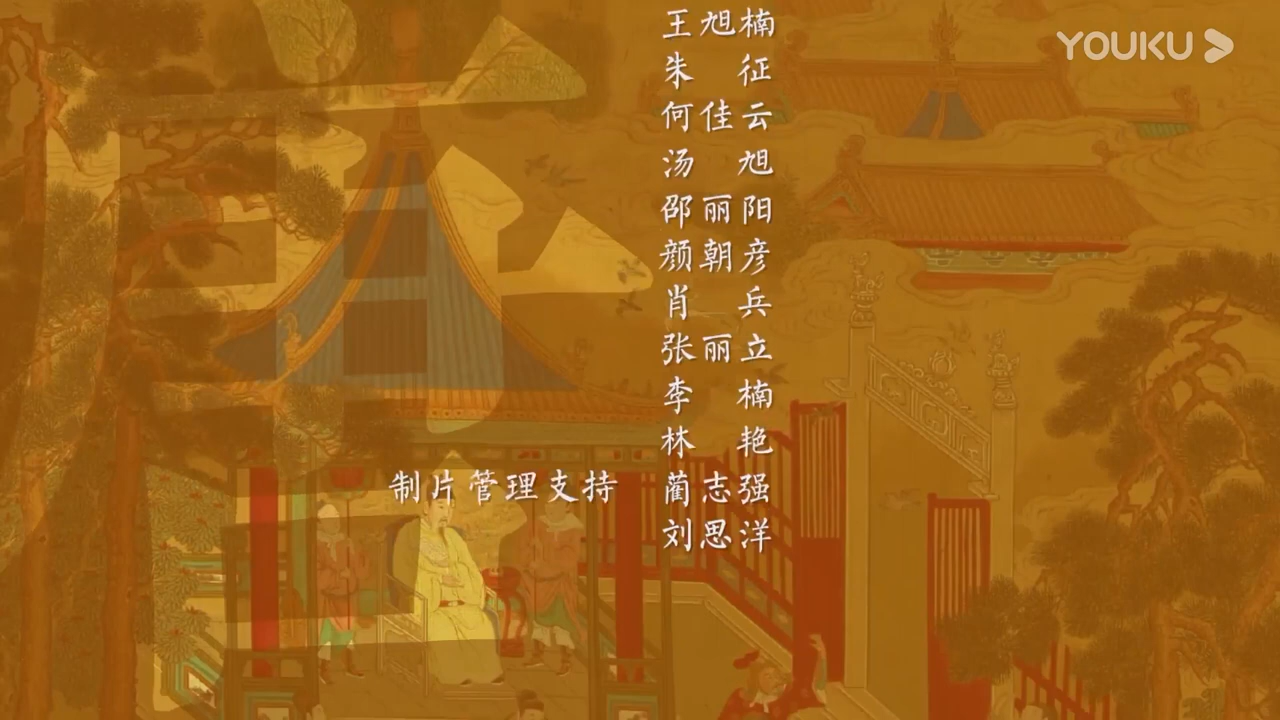 YOUKU
王旭楠
朱征
何佳云
汤旭
邵丽阳
颜朝彦
肖兵
张丽立
李楠
林艳
制片管理支持 蔺志强
刘思洋